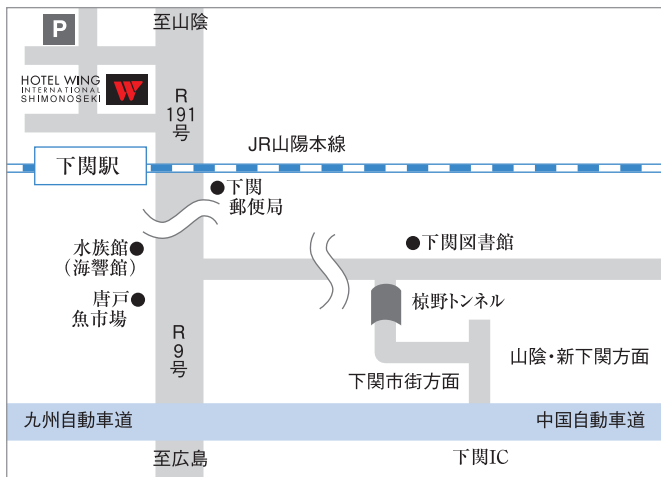 至山陰
P
HOTEL WING
INTERNATIONAL
SHIMONOSEKI
W
R
191
号
JR山陽本線
下関駅
下関
郵便局
水族館
(海響館)
下関図書館
唐戸
魚市場
椋野トンネル
R
9
号
山陰・新下関方面
下関市街方面
九州自動車道
中国自動車道
至広島
下関IC